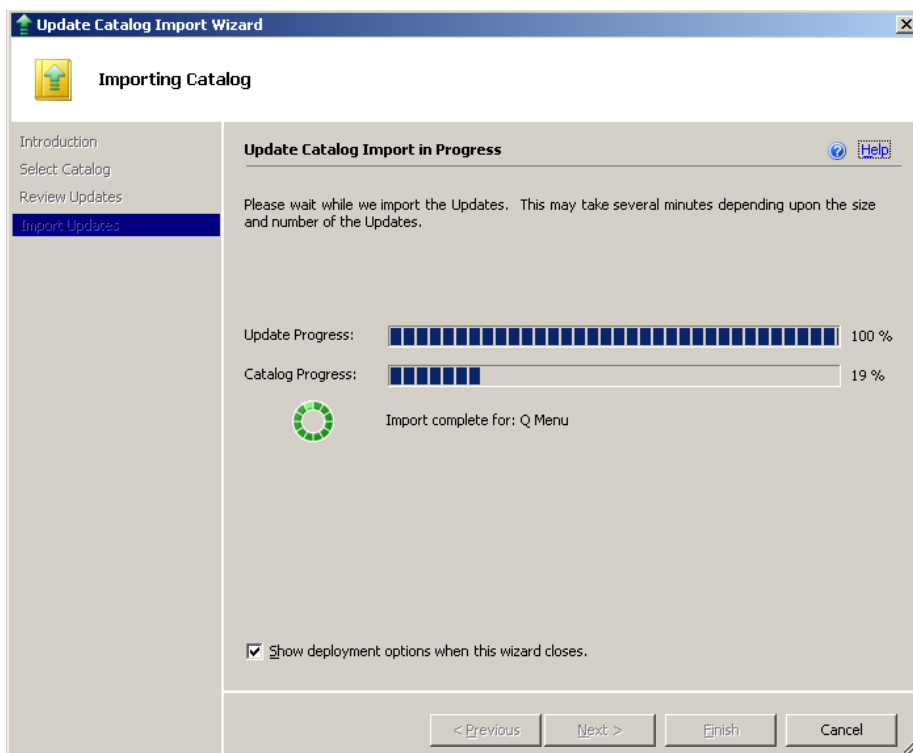 Update Catalog Import Wizard
Importing Catalog
Introduction
Select Catalog
Review Updates
Import Updates
Update Catalog Import in Progress
Help
Please wait while we import the Updates.  This may take several minutes depending upon the size
and number of the Updates.
Update Progress:
100 %
Catalog Progress:
19 %
Import complete for: Q Menu
Show deployment options when this wizard closes.
< Previous
Next >
Finish
Cancel